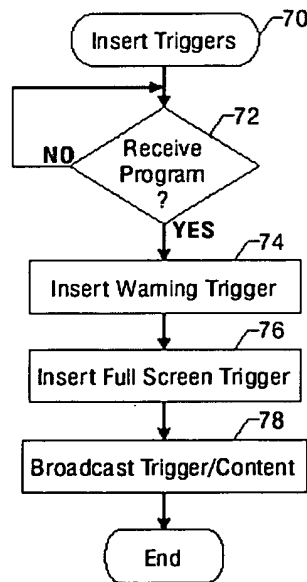 Insert Triggers
70
72
Receive
Program
?
NO
YES
74
Insert Warning Trigger
76
Insert Full Screen Trigger
78
Broadcast Trigger/Content
End